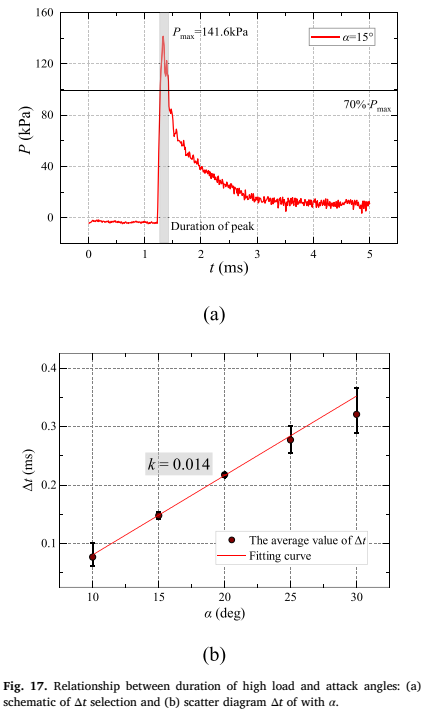 160
120
80
40
0
P (kPa)
Pmax=141.6kPa
α=15°
70%·Pmax
Duration of peak
0 1 2 3 4 5
t (ms)
(a)
0.4
0.3
0.2
0.1
Δt (ms)
k = 0.014
The average value of Δt
Fitting curve
10 15 20 25 30
α (deg)
(b)
Fig. 17. Relationship between duration of high load and attack angles: (a)
schematic of Δt selection and (b) scatter diagram Δt of with α.